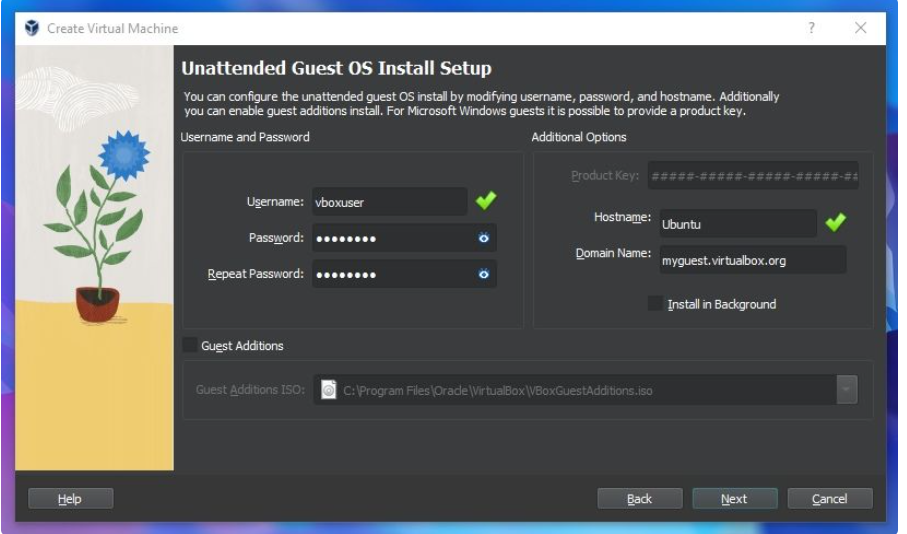 Create Virtual Machine
?
Unattended Guest OS Install Setup
You can configure the unattended guest OS install by modifying username, password, and hostname. Additionally
you can enable guest additions install. For Microsoft Windows guests it is possible to provide a product key.
Username and Password
Username: vboxuser
Password: ●●●●●●●●
Repeat Password: ●●●●●●●●
Additional Options
Product Key: #####-#####-#####-#####-##
Hostname: Ubuntu
Domain Name: myguest.virtualbox.org
Install in Background
Guest Additions
Guest Additions ISO: C:\Program Files\Oracle\VirtualBox\VBoxGuestAdditions.iso
Help
Back
Next
Cancel